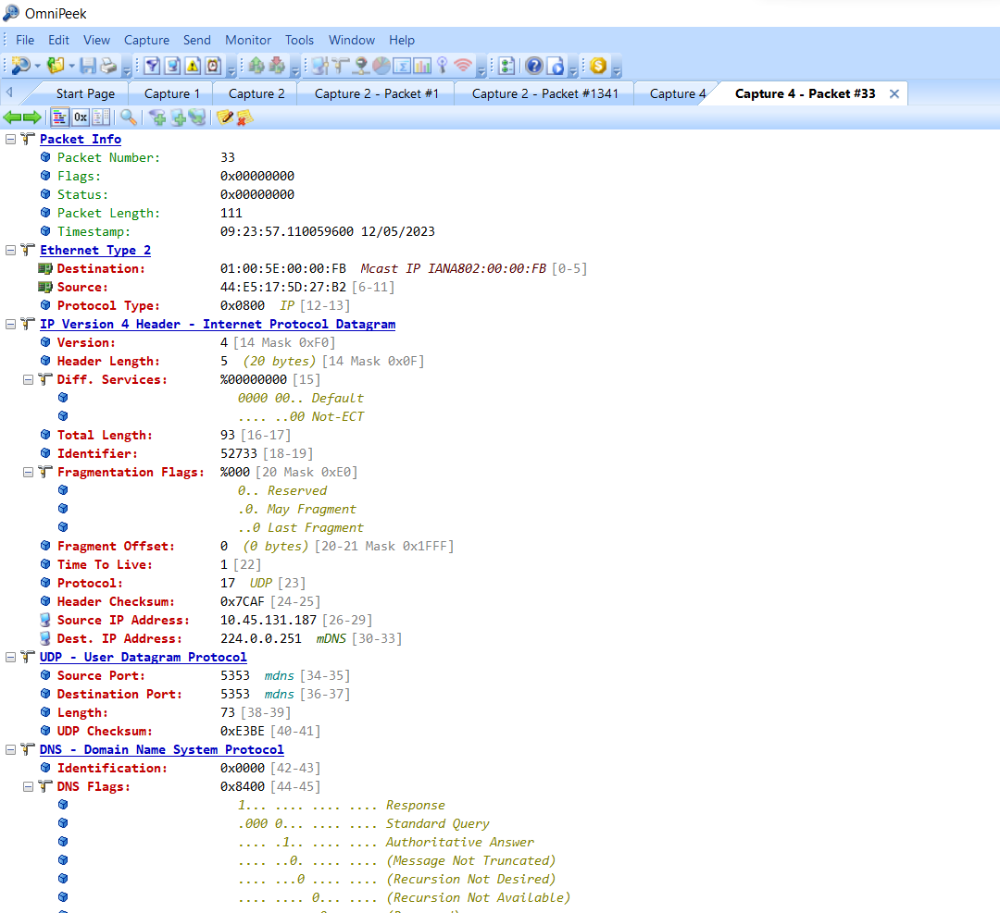 OmniPeek
File Edit View Capture Send Monitor Tools Window Help
Start Page Capture 1 Capture 2 Capture 2 - Packet #1 Capture 2 - Packet #1341 Capture 4 Capture 4 - Packet #33
0x
Packet Info
Packet Number: 33
Flags: 0x00000000
Status: 0x00000000
Packet Length: 111
Timestamp: 09:23:57.110059600 12/05/2023
Ethernet Type 2
Destination: 01:00:5E:00:00:FB Mcast IP IANA802:00:00:FB [0-5]
Source: 44:E5:17:5D:27:B2 [6-11]
Protocol Type: 0x0800 IP [12-13]
IP Version 4 Header - Internet Protocol Datagram
Version: 4 [14 Mask 0xF0]
Header Length: 5 (20 bytes) [14 Mask 0x0F]
Diff. Services: %00000000 [15]
0000 00.. Default
.... ..00 Not-ECT
Total Length: 93 [16-17]
Identifier: 52733 [18-19]
Fragmentation Flags: %000 [20 Mask 0xE0]
0.. Reserved
.0. May Fragment
..0 Last Fragment
Fragment Offset: 0 (0 bytes) [20-21 Mask 0x1FFF]
Time To Live: 1 [22]
Protocol: 17 UDP [23]
Header Checksum: 0x7CAF [24-25]
Source IP Address: 10.45.131.187 [26-29]
Dest. IP Address: 224.0.0.251 mDNS [30-33]
UDP - User Datagram Protocol
Source Port: 5353 mdns [34-35]
Destination Port: 5353 mdns [36-37]
Length: 73 [38-39]
UDP Checksum: 0xE3BE [40-41]
DNS - Domain Name System Protocol
Identification: 0x0000 [42-43]
DNS Flags: 0x8400 [44-45]
1... .... .... .... Response
.000 0... .... .... Standard Query
.... .1.. .... .... Authoritative Answer
.... ..0. .... .... (Message Not Truncated)
.... ...0 .... .... (Recursion Not Desired)
.... .... 0... .... (Recursion Not Available)